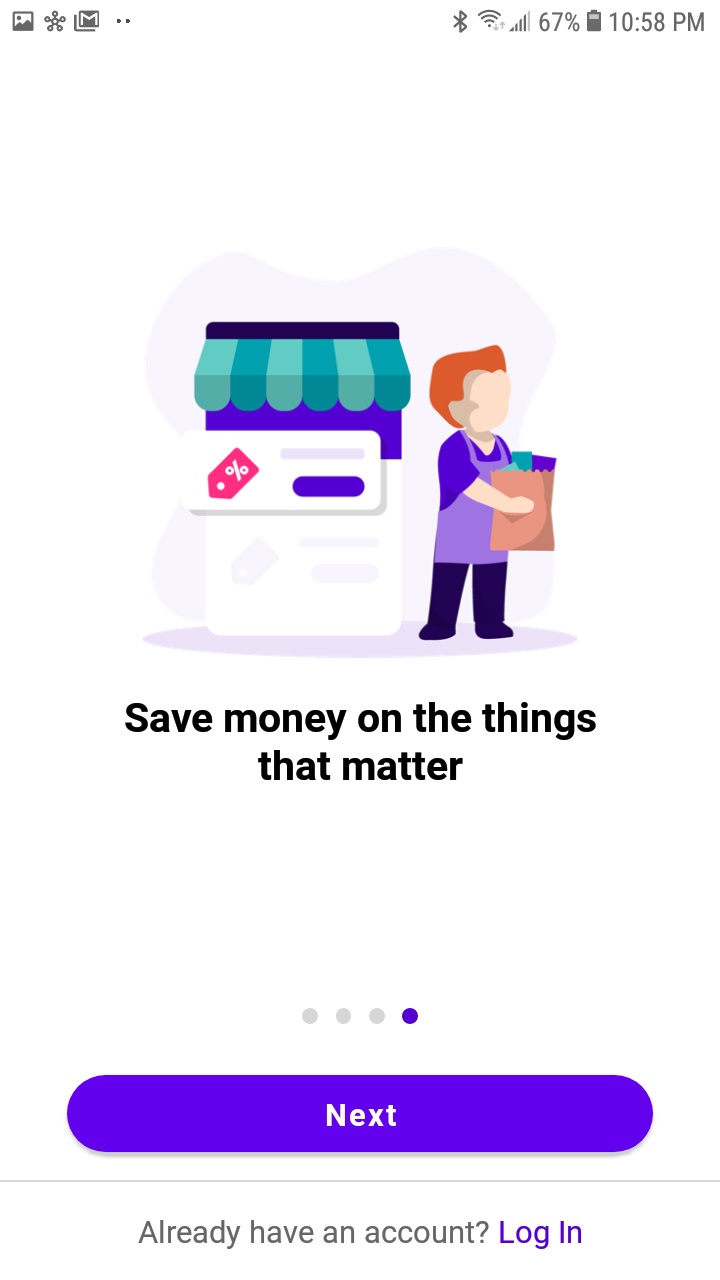 67% 10:58 PM
%
Save money on the things
that matter
Next
Already have an account? Log In